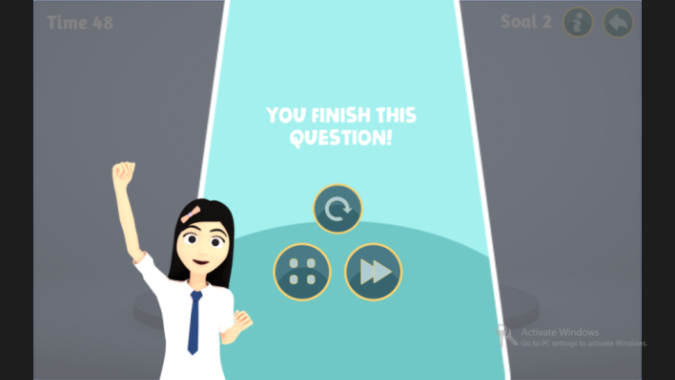 Time 48
Soal 2
YOU FINISH THIS
QUESTION!
Activate Windows
Go to PC settings to activate Windows.